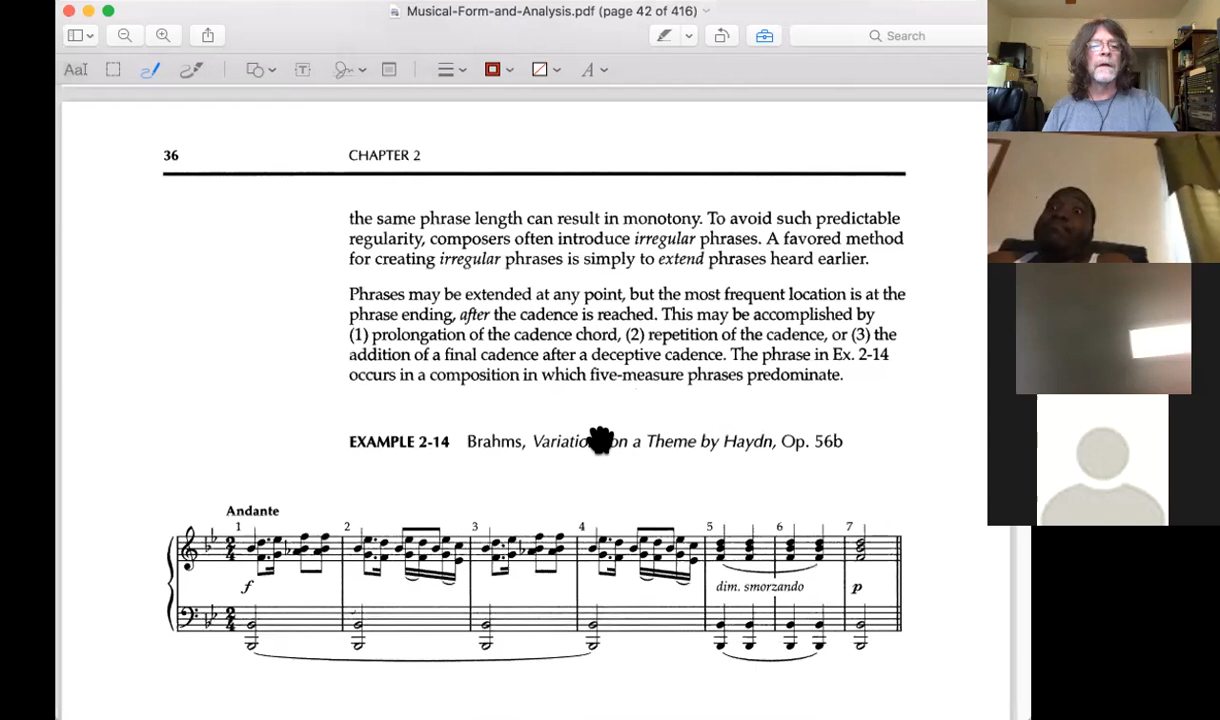 Musical-Form-and-Analysis.pdf (page 42 of 416)
Search
AaI
T
A
36
CHAPTER 2
the same phrase length can result in monotony. To avoid such predictable
regularity, composers often introduce irregular phrases. A favored method
for creating irregular phrases is simply to extend phrases heard earlier.
Phrases may be extended at any point, but the most frequent location is at the
phrase ending, after the cadence is reached. This may be accomplished by
(1) prolongation of the cadence chord, (2) repetition of the cadence, or (3) the
addition of a final cadence after a deceptive cadence. The phrase in Ex. 2-14
occurs in a composition in which five-measure phrases predominate.
EXAMPLE 2-14 Brahms, on a Theme by Haydn, Op. 56b
Andante
1 2 3 4 5 6 7
2 4
f
dim. smorzando
p
2 4